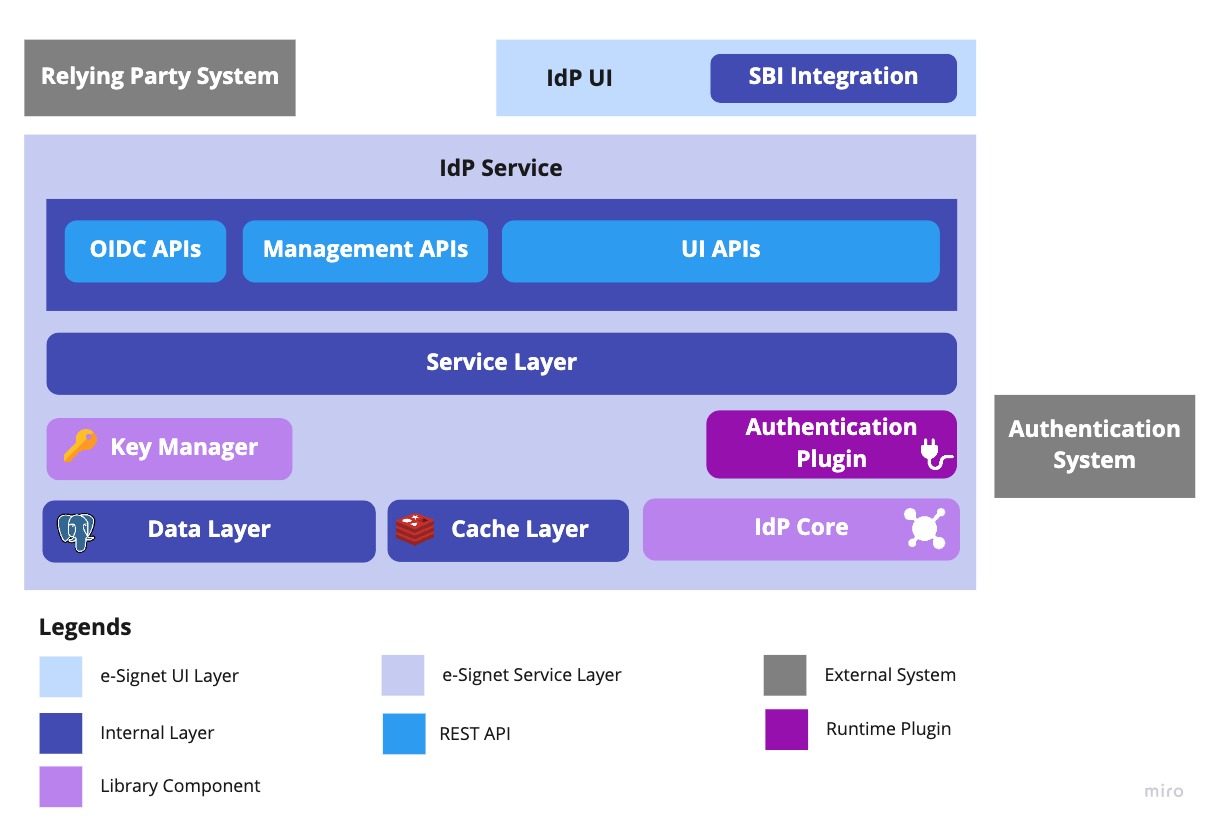 Relying Party System
IdP UI
SBI Integration
IdP Service
OIDC APIs
Management APIs
UI APIs
Service Layer
Key Manager
Authentication
Plugin
Authentication
System
Data Layer
Cache Layer
IdP Core
Legends
e-Signet UI Layer
e-Signet Service Layer
External System
Internal Layer
REST API
Runtime Plugin
Library Component
miro